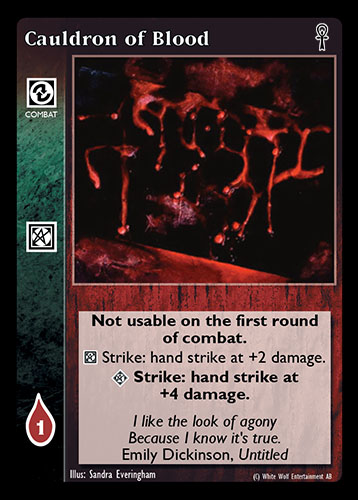 Cauldron of Blood
COMBAT
Not usable on the first round
of combat.
Strike: hand strike at +2 damage.
Strike: hand strike at
+4 damage.
I like the look of agony
Because I know it's true.
Emily Dickinson, Untitled
1
Illus: Sandra Everingham
(C) White Wolf Entertainment AB